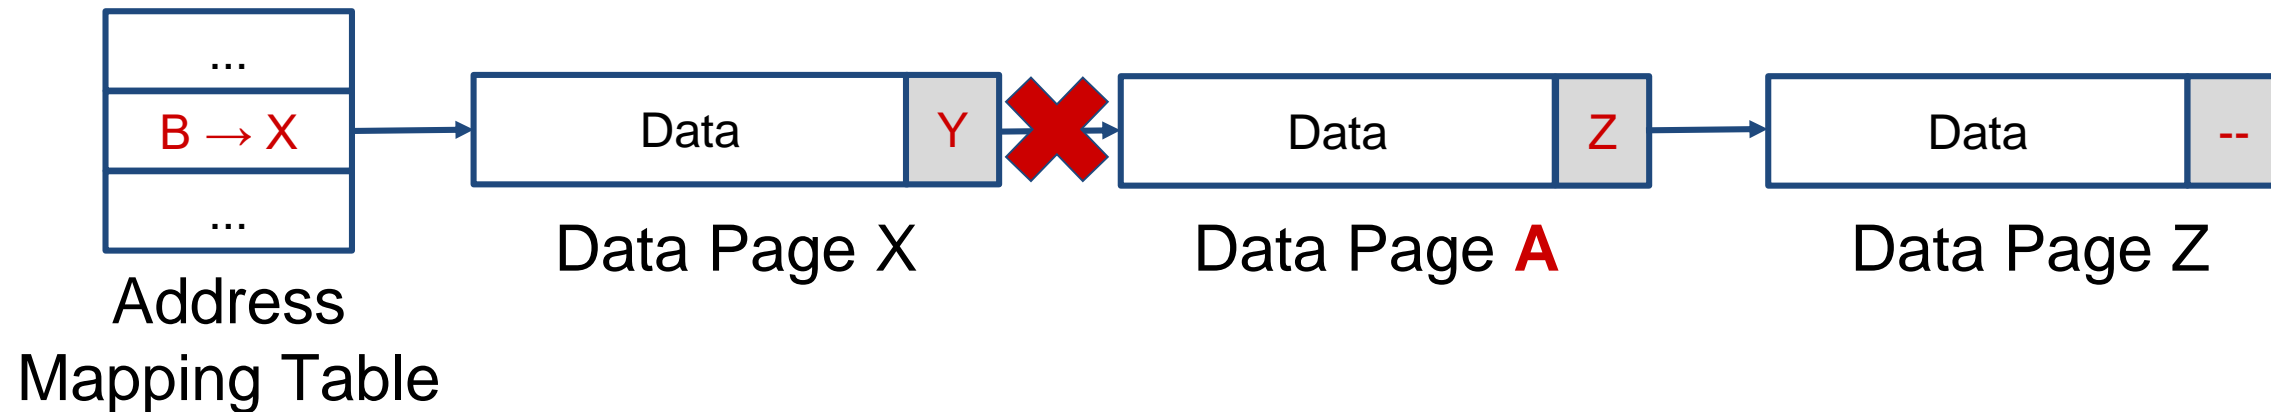 ...
B → X
...
Address
Mapping Table
Data Y
Data Page X
Data Z
Data Page A
Data --
Data Page Z